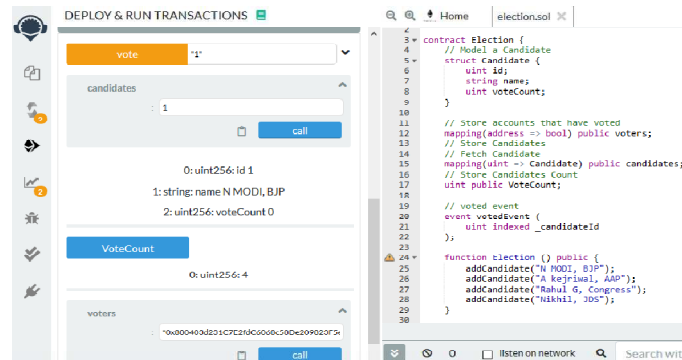 DEPLOY & RUN TRANSACTIONS
vote "1"
candidates
: 1
call
0: uint256: id 1
1: string: name N MODI, BJP
2: uint256: voteCount 0
VoteCount
0: uint256: 4
voters
call
2
2
Home election.sol
2
3 contract Election {
4 // Model a Candidate
5 struct Candidate {
6 uint id;
7 string name;
8 uint voteCount;
9 }
10
11 // Store accounts that have voted
12 mapping(address => bool) public voters;
13 // Store Candidates
14 // Fetch Candidate
15 mapping(uint => Candidate) public candidates;
16 // Store Candidates Count
17 uint public VoteCount;
18
19 // voted event
20 event votedEvent (
21 uint indexed _candidateId
22 );
23
24 function Election () public {
25 addCandidate("N MODI, BJP");
26 addCandidate("A kejriwal, AAP");
27 addCandidate("Rahul G, Congress");
28 addCandidate("Nikhil, JDS");
29 }
30
0 listen on network Search wit